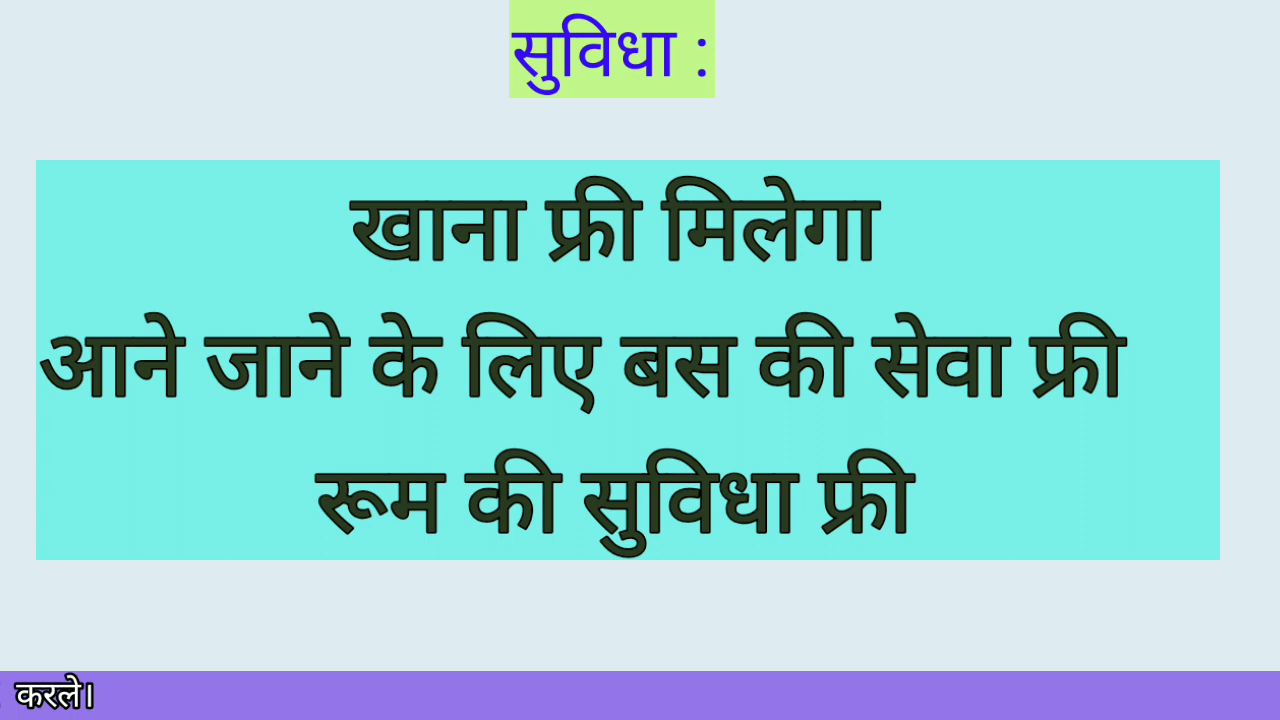 सुविधा :
खाना फ्री मिलेगा
आने जाने के लिए बस की सेवा फ्री
रूम की सुविधा फ्री
करले।